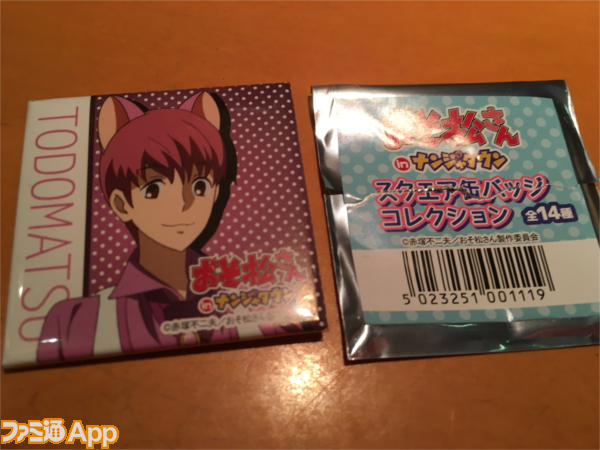 TODOMATSU
おそ松さん
in ナンジャタウン
©赤塚不二夫／おそ松さん
おそ松さん
in ナンジャタウン
スクエア缶バッジ
コレクション 全14種
©赤塚不二夫／おそ松さん製作委員会
5 023251 001119
ファミ通App